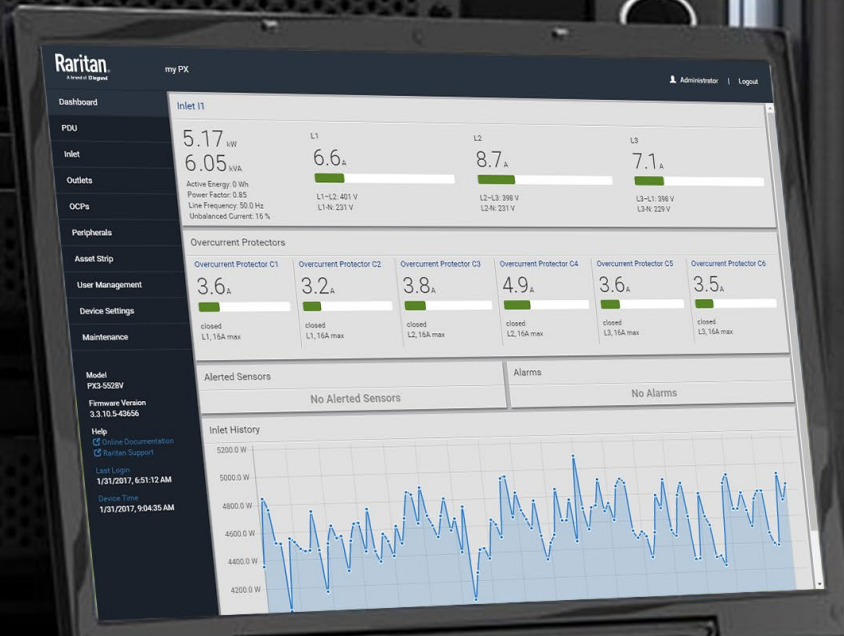 Raritan.
A brand of legrand
my PX
Administrator | Logout
Dashboard
PDU
Inlet
Outlets
OCPs
Peripherals
Asset Strip
User Management
Device Settings
Maintenance
Model
PX3-5528V
Firmware Version
3.3.10.5-43656
Help
Online Documentation
Raritan Support
Last Login
1/31/2017, 6:51:12 AM
Device Time
1/31/2017, 9:04:35 AM
Inlet I1
5.17 kW
6.05 kVA
Active Energy: 0 Wh
Power Factor: 0.85
Line Frequency: 50.0 Hz
Unbalanced Current: 16 %
L1
6.6 A
L1-L2: 401 V
L1-N: 231 V
L2
8.7 A
L2-L3: 398 V
L2-N: 231 V
L3
7.1 A
L3-L1: 398 V
L3-N: 229 V
Overcurrent Protectors
Overcurrent Protector C1
3.6 A
closed
L1, 16A max
Overcurrent Protector C2
3.2 A
closed
L1, 16A max
Overcurrent Protector C3
3.8 A
closed
L2, 16A max
Overcurrent Protector C4
4.9 A
closed
L2, 16A max
Overcurrent Protector C5
3.6 A
closed
L3, 16A max
Overcurrent Protector C6
3.5 A
closed
L3, 16A max
Alerted Sensors
No Alerted Sensors
Alarms
No Alarms
Inlet History
5200.0 W
5000.0 W
4800.0 W
4600.0 W
4400.0 W
4200.0 W